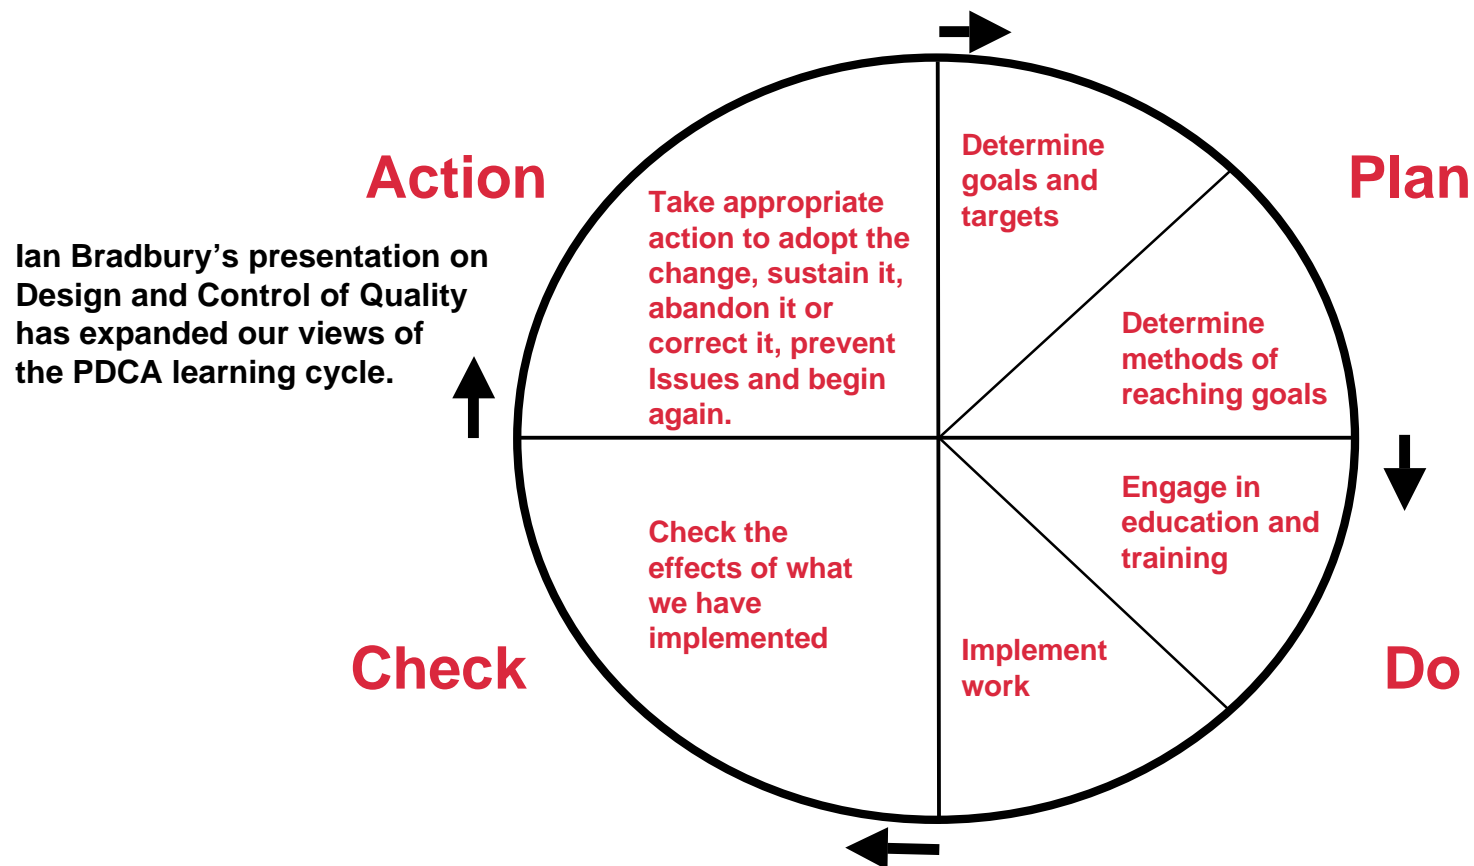 Action
Ian Bradbury’s presentation on
Design and Control of Quality
has expanded our views of
the PDCA learning cycle.
Take appropriate
action to adopt the
change, sustain it,
abandon it or
correct it, prevent
Issues and begin
again.
Determine
goals and
targets
Plan
Determine
methods of
reaching goals
Engage in
education and
training
Do
Implement
work
Check the
effects of what
we have
implemented
Check